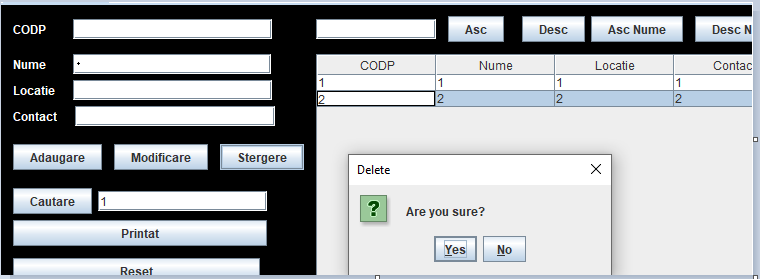 CODP Asc Desc Asc Nume Desc N
Nume CODP Nume Locatie Contac
1 1 1 1
Locatie 2 2 2 2
Contact
Adaugare Modificare Stergere
Delete
Cautare 1 Are you sure?
Printat
Yes No
Reset